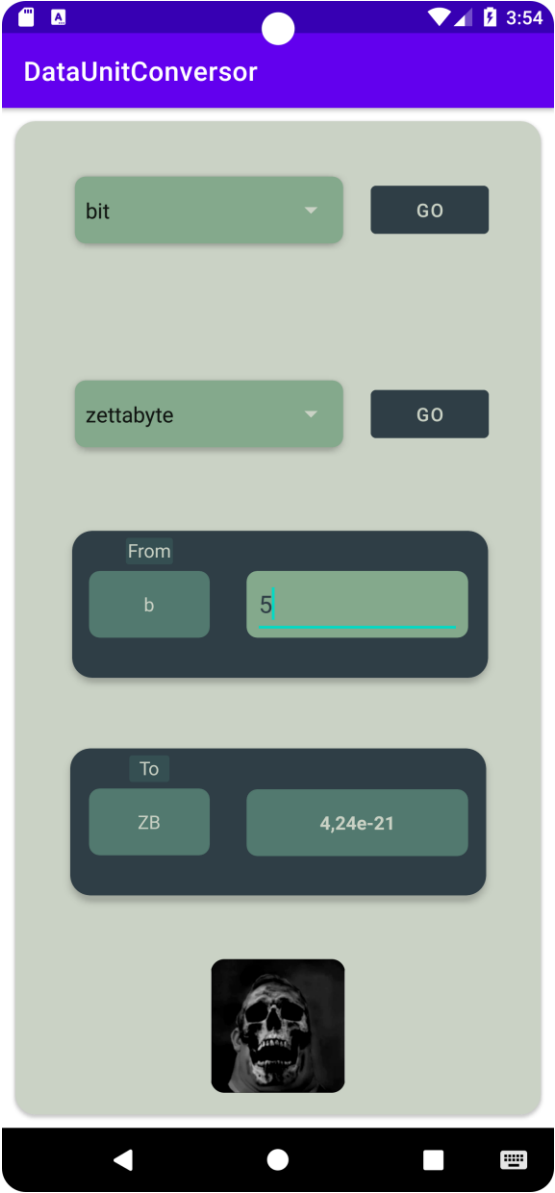 3:54
DataUnitConversor
bit
GO
zettabyte
GO
From
b
5
To
ZB
4,24e-21